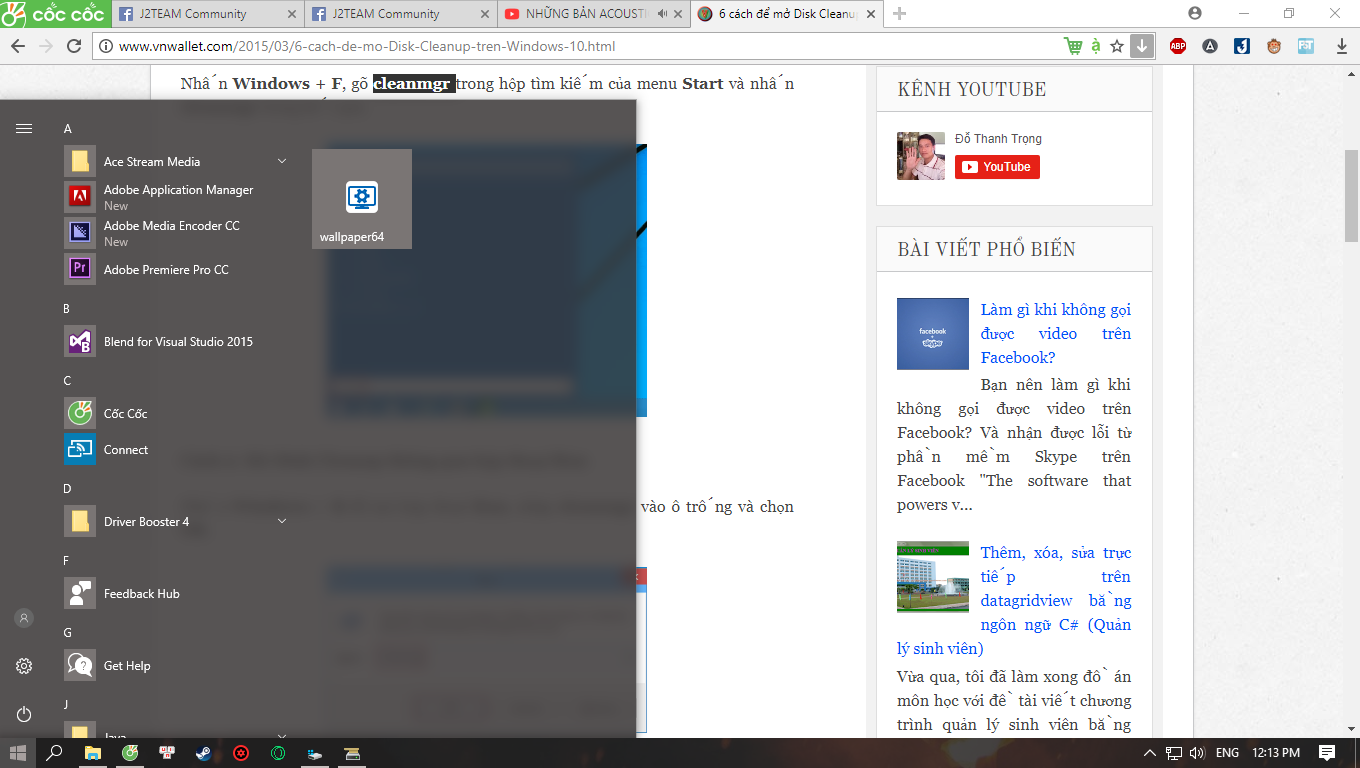 cốc cốc
J2TEAM Community
J2TEAM Community
NHỮNG BẢN ACOUSTI
6 cách để mở Disk Cleanu
www.vnwallet.com/2015/03/6-cach-de-mo-Disk-Cleanup-tren-Windows-10.html
ABP
Nhấn Windows + F, gõ cleanmgr trong hộp tìm kiếm của menu Start và nhấn
vào ô trống và chọn
A
Ace Stream Media
Adobe Application Manager
New
Adobe Media Encoder CC
New
Adobe Premiere Pro CC
B
Blend for Visual Studio 2015
C
Cốc Cốc
Connect
D
Driver Booster 4
F
Feedback Hub
G
Get Help
J
Java
wallpaper64
KÊNH YOUTUBE
Đỗ Thanh Trọng
YouTube
BÀI VIẾT PHỔ BIẾN
facebook
skype
Làm gì khi không gọi
được video trên
Facebook?
Bạn nên làm gì khi
không gọi được video trên
Facebook? Và nhận được lỗi từ
phần mềm Skype trên
Facebook "The software that
powers v...
Thêm, xóa, sửa trực
tiếp trên
datagridview bằng
ngôn ngữ C# (Quản
lý sinh viên)
Vừa qua, tôi đã làm xong đồ án
môn học với đề tài viết chương
trình quản lý sinh viên bằng
ENG
12:13 PM